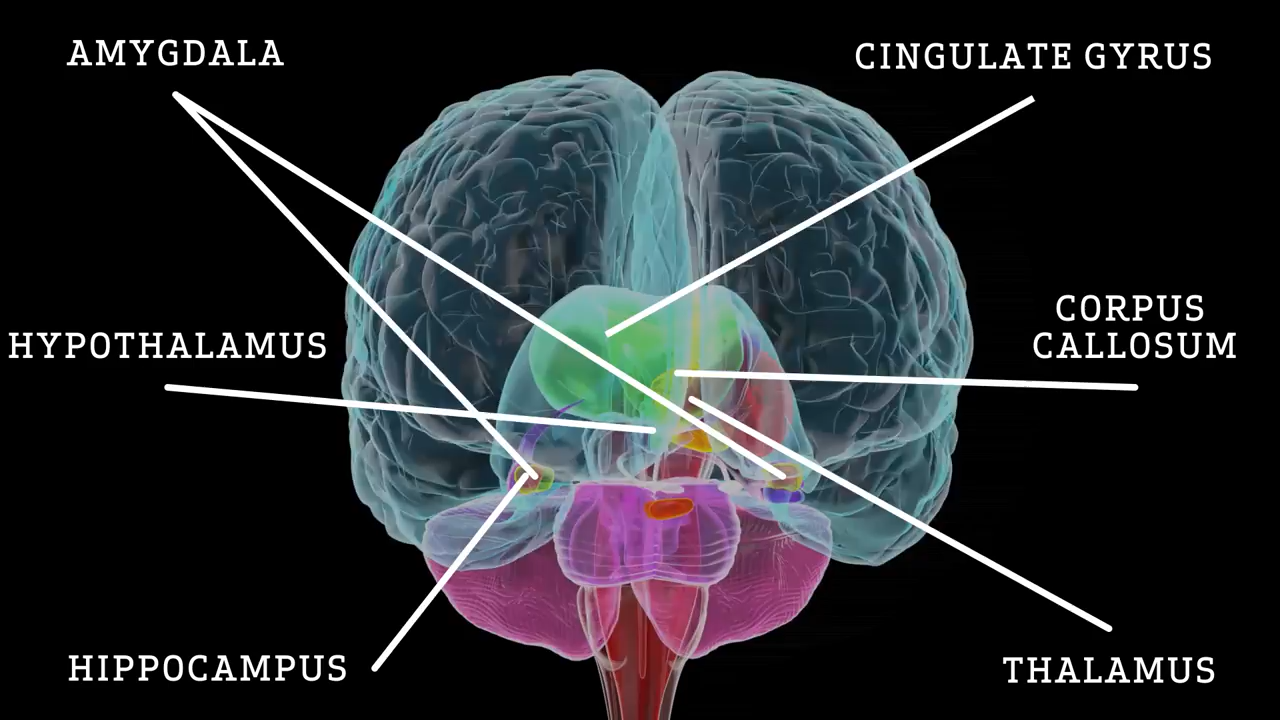 AMYGDALA
CINGULATE GYRUS
HYPOTHALAMUS
CORPUS
CALLOSUM
HIPPOCAMPUS
THALAMUS